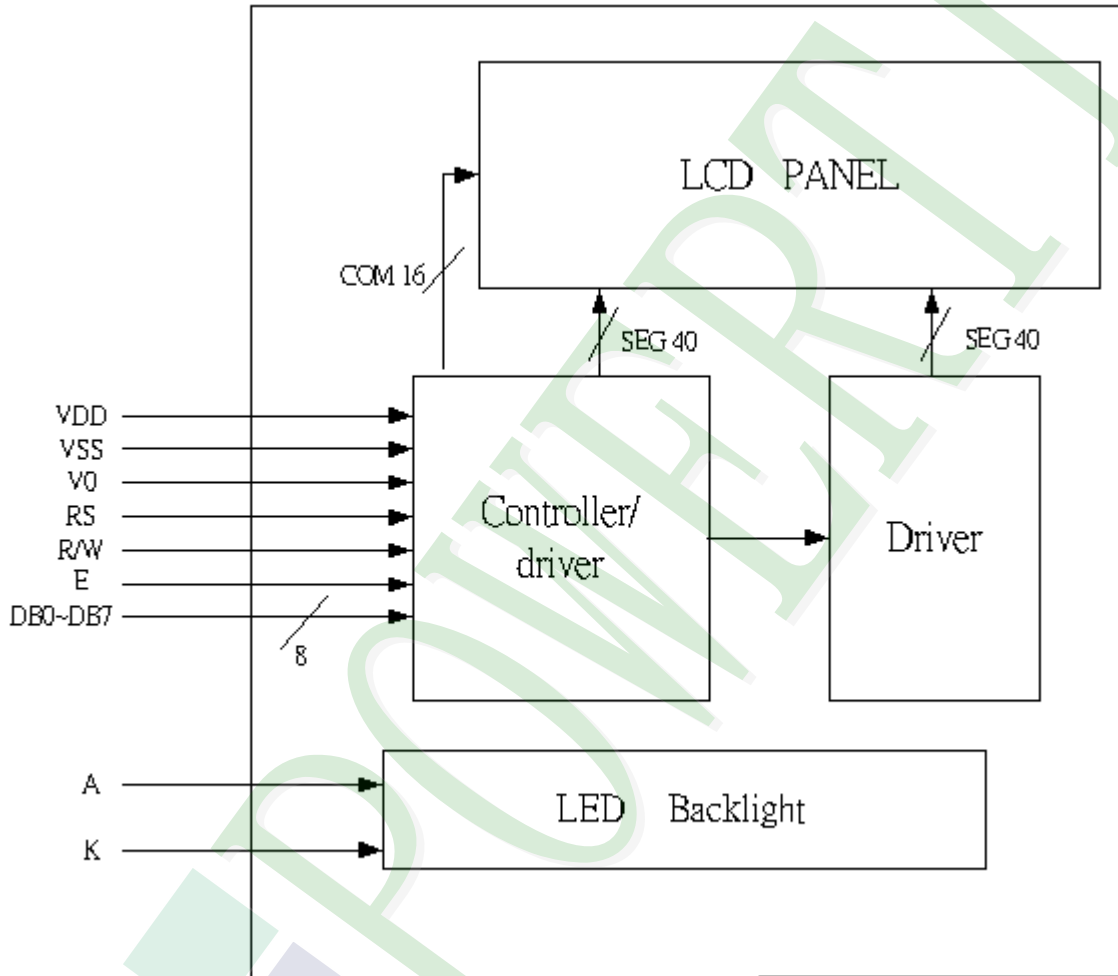 LCD PANEL
COM 16
SEG 40
SEG 40
VDD
VSS
V0
RS
R/W
E
DB0~DB7
8
Controller/
driver
Driver
A
K
LED Backlight
POWERTI